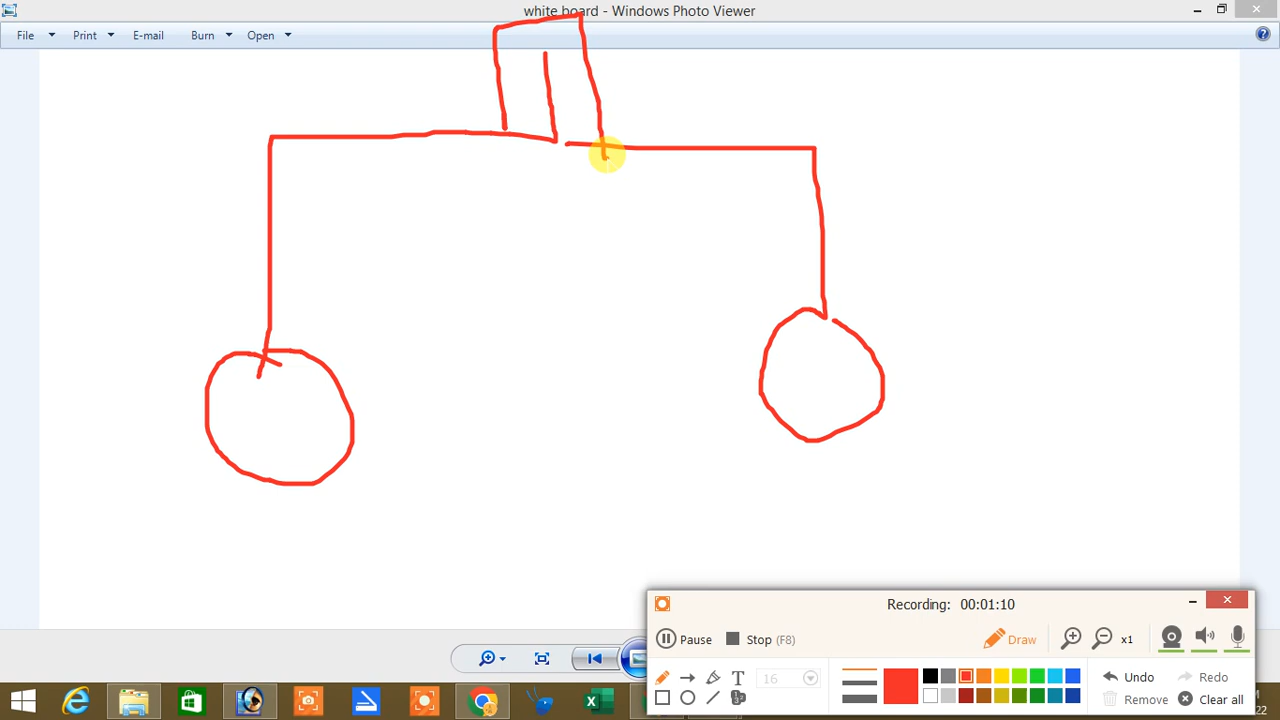 white board - Windows Photo Viewer
File Print E-mail Burn Open
Recording: 00:01:10
Pause Stop (F8) Draw x1
T 16 Undo Redo
Remove Clear all